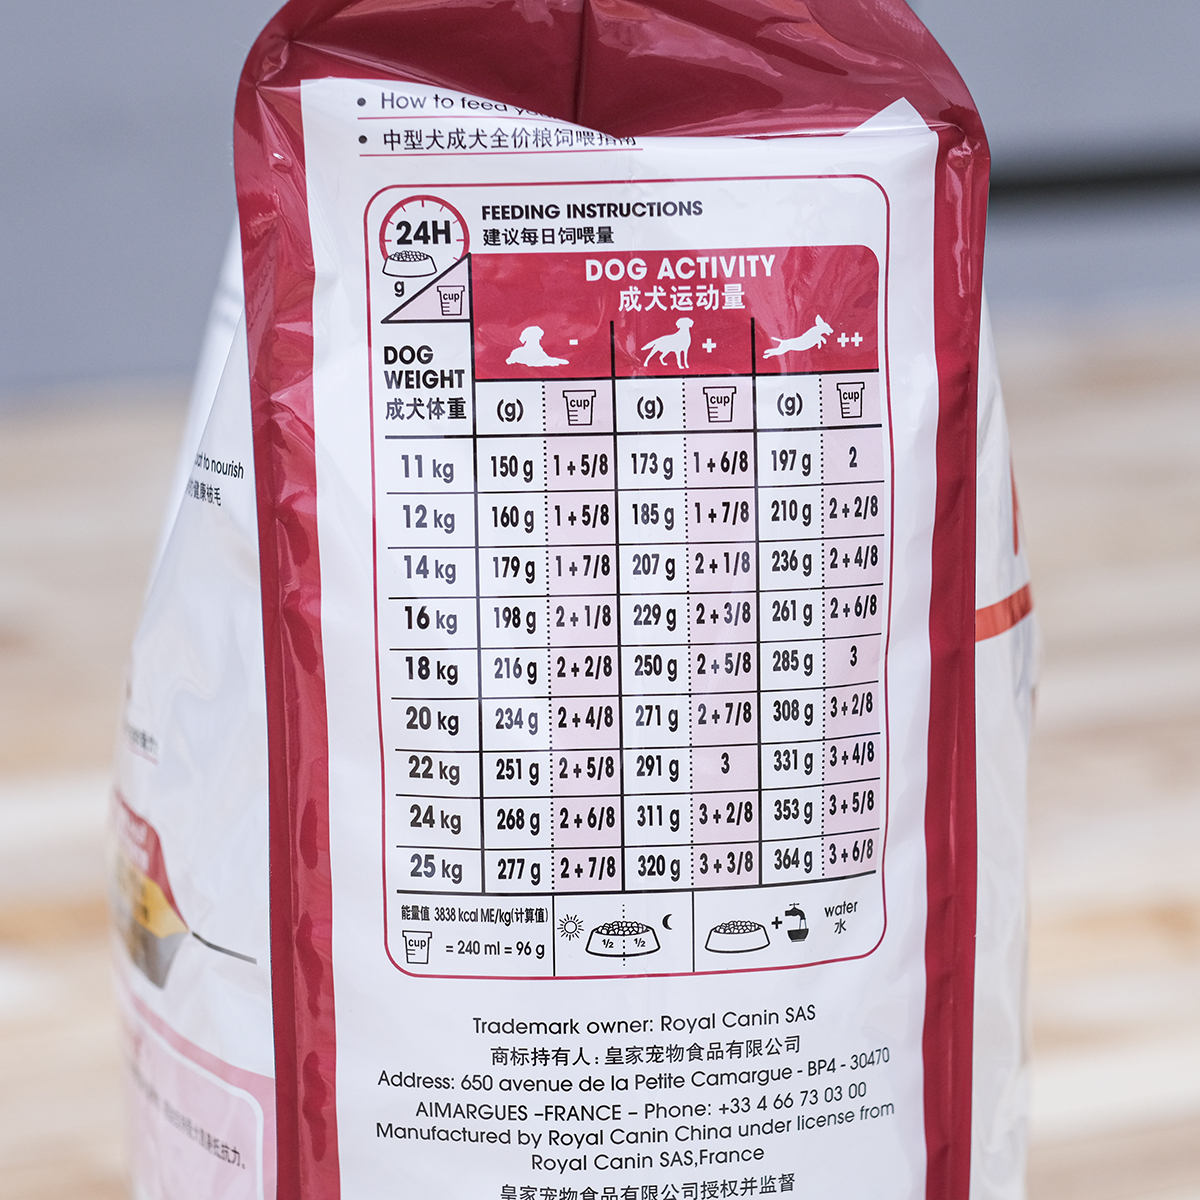 How to feed
中型犬成犬全价粮饲喂指南
24H
FEEDING INSTRUCTIONS
建议每日饲喂量
g
cup
DOG ACTIVITY
成犬运动量
- + ++
DOG WEIGHT
成犬体重
(g) cup (g) cup (g) cup
11 kg 150 g 1 + 5/8 173 g 1 + 6/8 197 g 2
12 kg 160 g 1 + 5/8 185 g 1 + 7/8 210 g 2 + 2/8
14 kg 179 g 1 + 7/8 207 g 2 + 1/8 236 g 2 + 4/8
16 kg 198 g 2 + 1/8 229 g 2 + 3/8 261 g 2 + 6/8
18 kg 216 g 2 + 2/8 250 g 2 + 5/8 285 g 3
20 kg 234 g 2 + 4/8 271 g 2 + 7/8 308 g 3 + 2/8
22 kg 251 g 2 + 5/8 291 g 3 331 g 3 + 4/8
24 kg 268 g 2 + 6/8 311 g 3 + 2/8 353 g 3 + 5/8
25 kg 277 g 2 + 7/8 320 g 3 + 3/8 364 g 3 + 6/8
能量值 3838 kcal ME/kg(计算值)
cup = 240 ml = 96 g
1/2 1/2
+
water
水
Trademark owner: Royal Canin SAS
商标持有人：皇家宠物食品有限公司
Address: 650 avenue de la Petite Camargue - BP4 - 30470
AIMARGUES –FRANCE – Phone: +33 4 66 73 03 00
Manufactured by Royal Canin China under license from
Royal Canin SAS,France
皇家宠物食品有限公司授权并监督
to nourish
健康被毛
抵抗力。